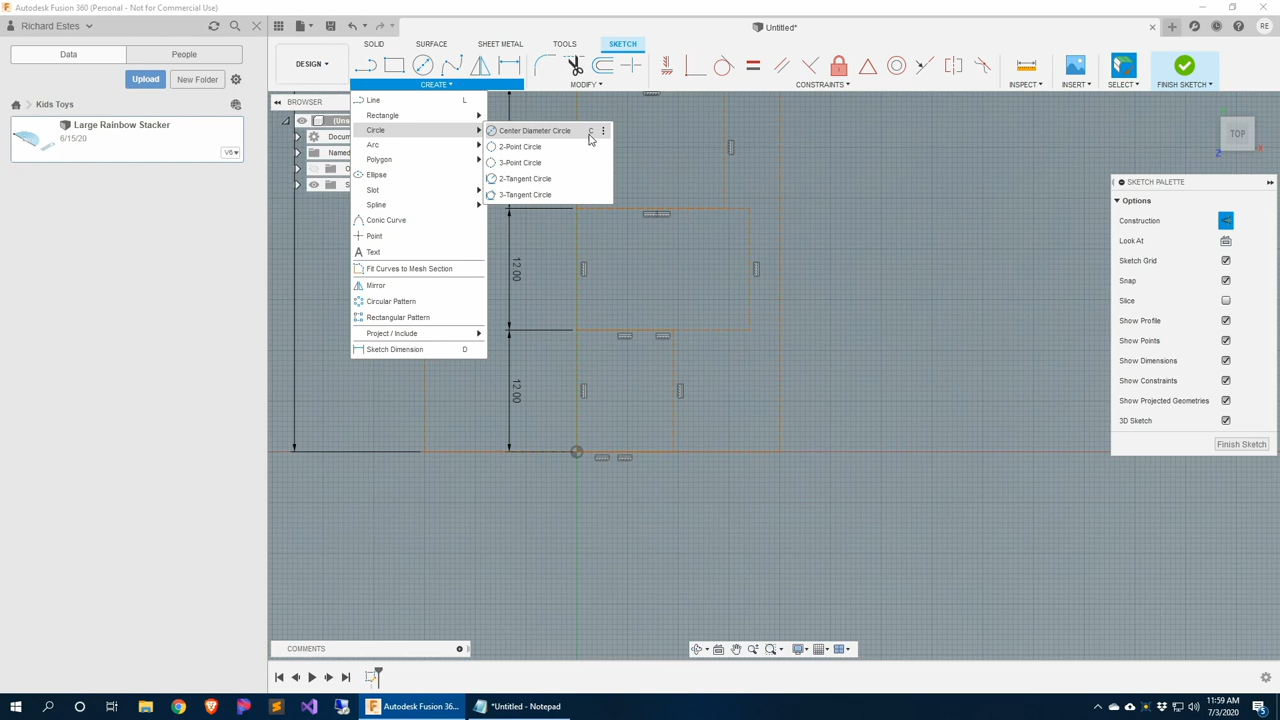 Autodesk Fusion 360 (Personal - Not for Commercial Use)
Richard Estes
Untitled*
RE
Data
People
Upload
New Folder
Kids Toys
Large Rainbow Stacker
6/15/20
V6
DESIGN
SOLID
SURFACE
SHEET METAL
TOOLS
SKETCH
CREATE
MODIFY
CONSTRAINTS
INSPECT
INSERT
SELECT
FINISH SKETCH
BROWSER
(Uns
Docum
Named
O
S
Line L
Rectangle
Circle
Arc
Polygon
Ellipse
Slot
Spline
Conic Curve
Point
Text
Fit Curves to Mesh Section
Mirror
Circular Pattern
Rectangular Pattern
Project / Include
Sketch Dimension D
Center Diameter Circle C
2-Point Circle
3-Point Circle
2-Tangent Circle
3-Tangent Circle
12.00
12.00
TOP
X
Z
SKETCH PALETTE
Options
Construction
Look At
Sketch Grid
Snap
Slice
Show Profile
Show Points
Show Dimensions
Show Constraints
Show Projected Geometries
3D Sketch
Finish Sketch
COMMENTS
Autodesk Fusion 36...
*Untitled - Notepad
11:59 AM
7/3/2020
5